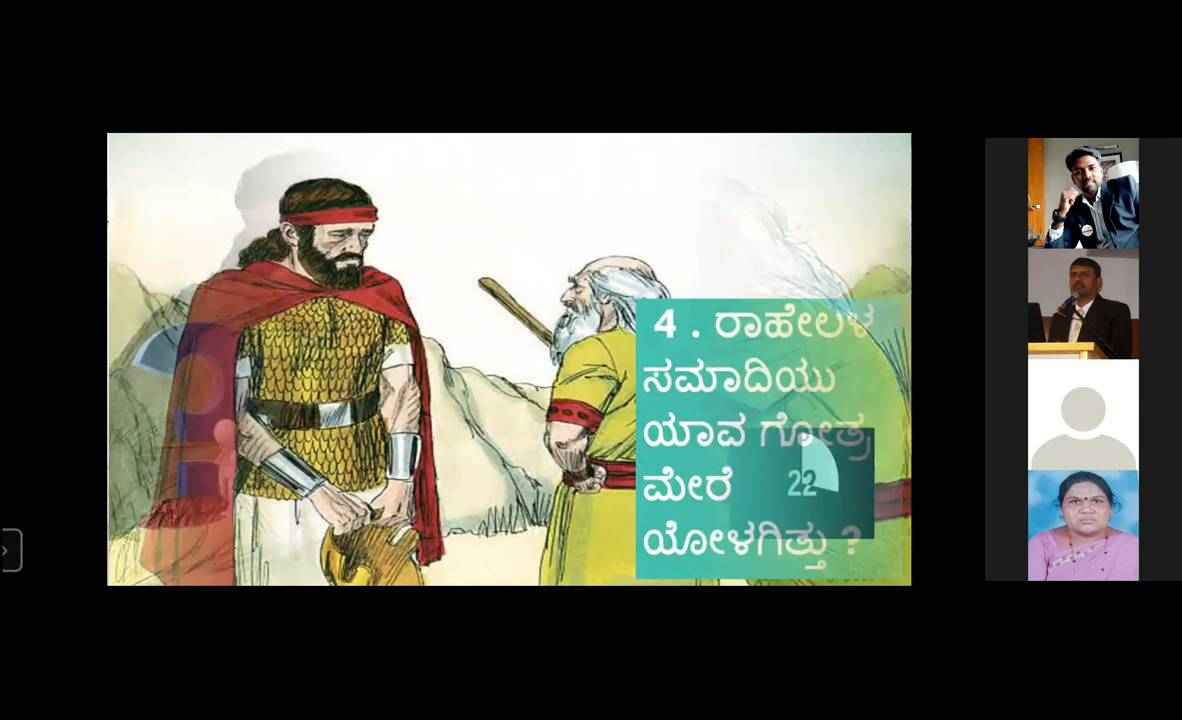 4 . ರಾಹೇಲಳ
ಸಮಾದಿಯು
ಯಾವ ಗೋತ್ರ
ಮೇರೆ
22
ಯೋಳಗಿತ್ತು ?